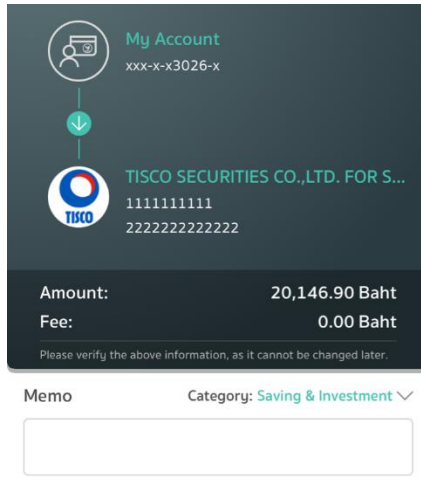 My Account
xxx-x-x3026-x
TISCO SECURITIES CO.,LTD. FOR S...
TISCO
1111111111
2222222222222
Amount: 20,146.90 Baht
Fee: 0.00 Baht
Please verify the above information, as it cannot be changed later.
Memo Category: Saving & Investment